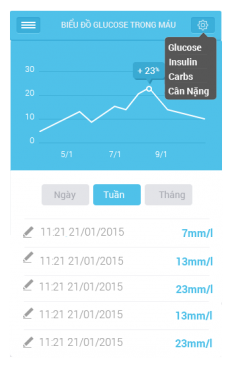 BIỂU ĐỒ GLUCOSE TRONG MÁU
Glucose
Insulin
Carbs
Cân Nặng
30
+ 23%
20
10
0
5/1 7/1 9/1
Ngày Tuần Tháng
11:21 21/01/2015 7mm/l
11:21 21/01/2015 13mm/l
11:21 21/01/2015 23mm/l
11:21 21/01/2015 13mm/l
11:21 21/01/2015 23mm/l